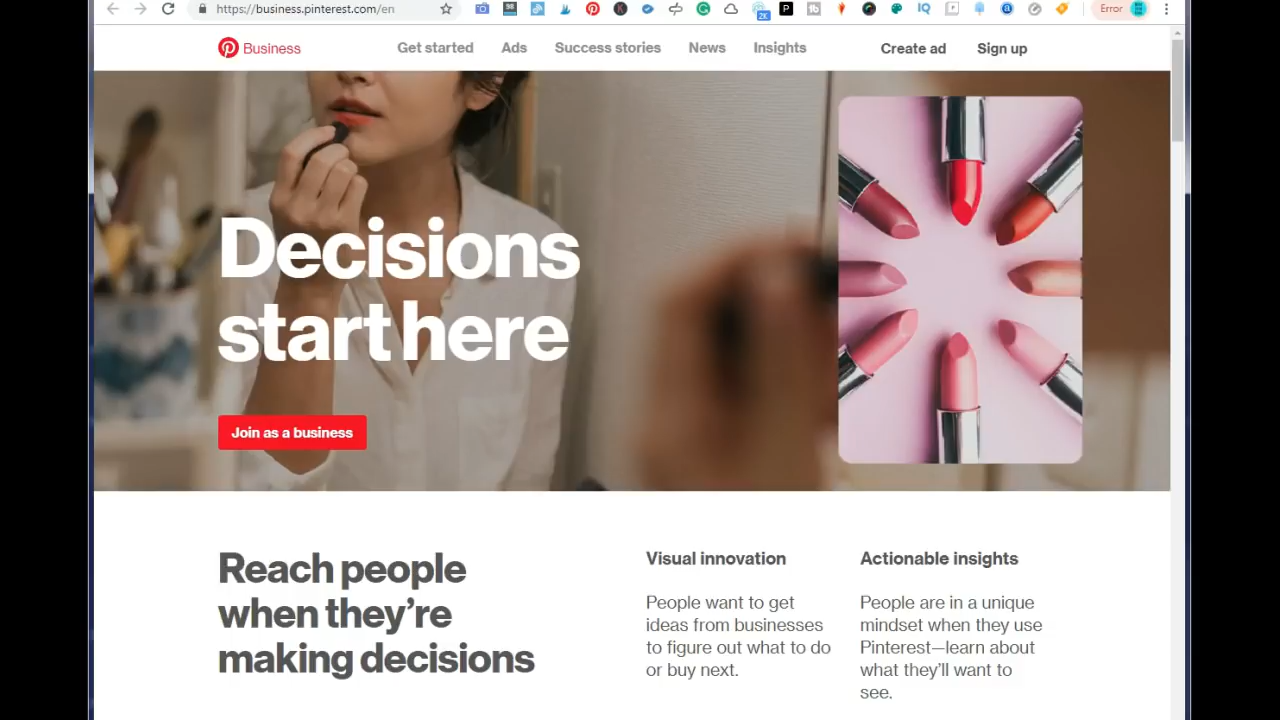 https://business.pinterest.com/en
Error
2K
IQ
Business
Get started Ads Success stories News Insights Create ad Sign up
Decisions
start here
Join as a business
Reach people
when they’re
making decisions
Visual innovation
People want to get
ideas from businesses
to figure out what to do
or buy next.
Actionable insights
People are in a unique
mindset when they use
Pinterest—learn about
what they’ll want to
see.